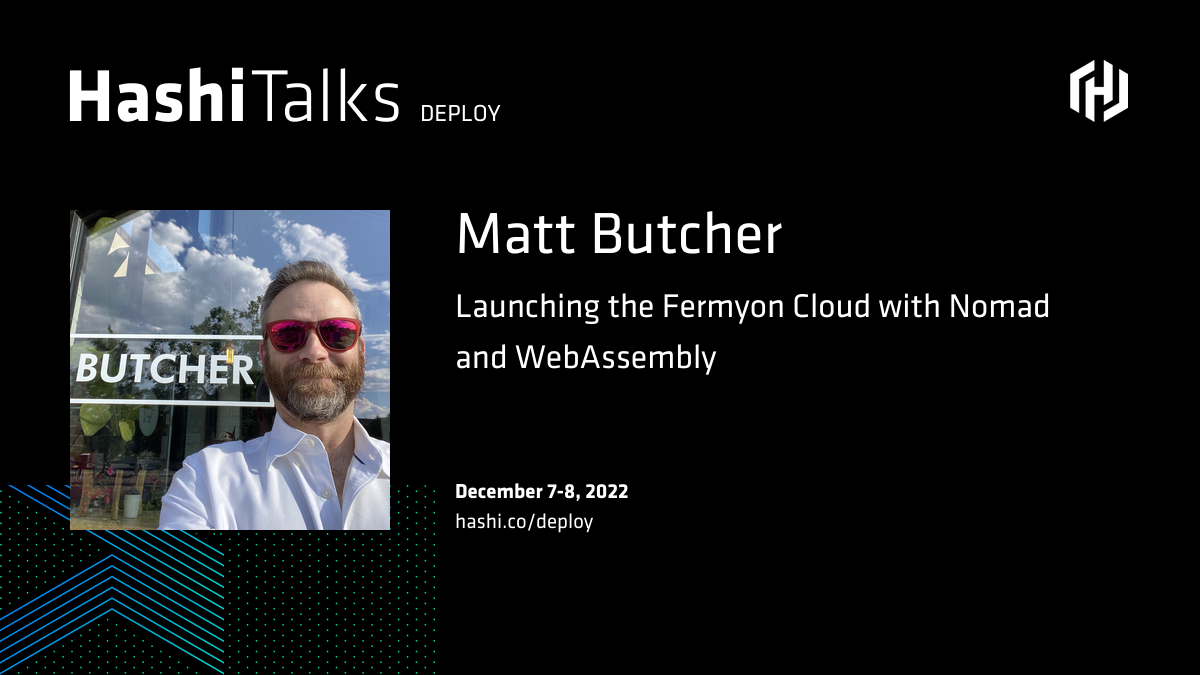 HashiTalks DEPLOY
Matt Butcher
Launching the Fermyon Cloud with Nomad
and WebAssembly
BUTCHER
December 7-8, 2022
hashi.co/deploy